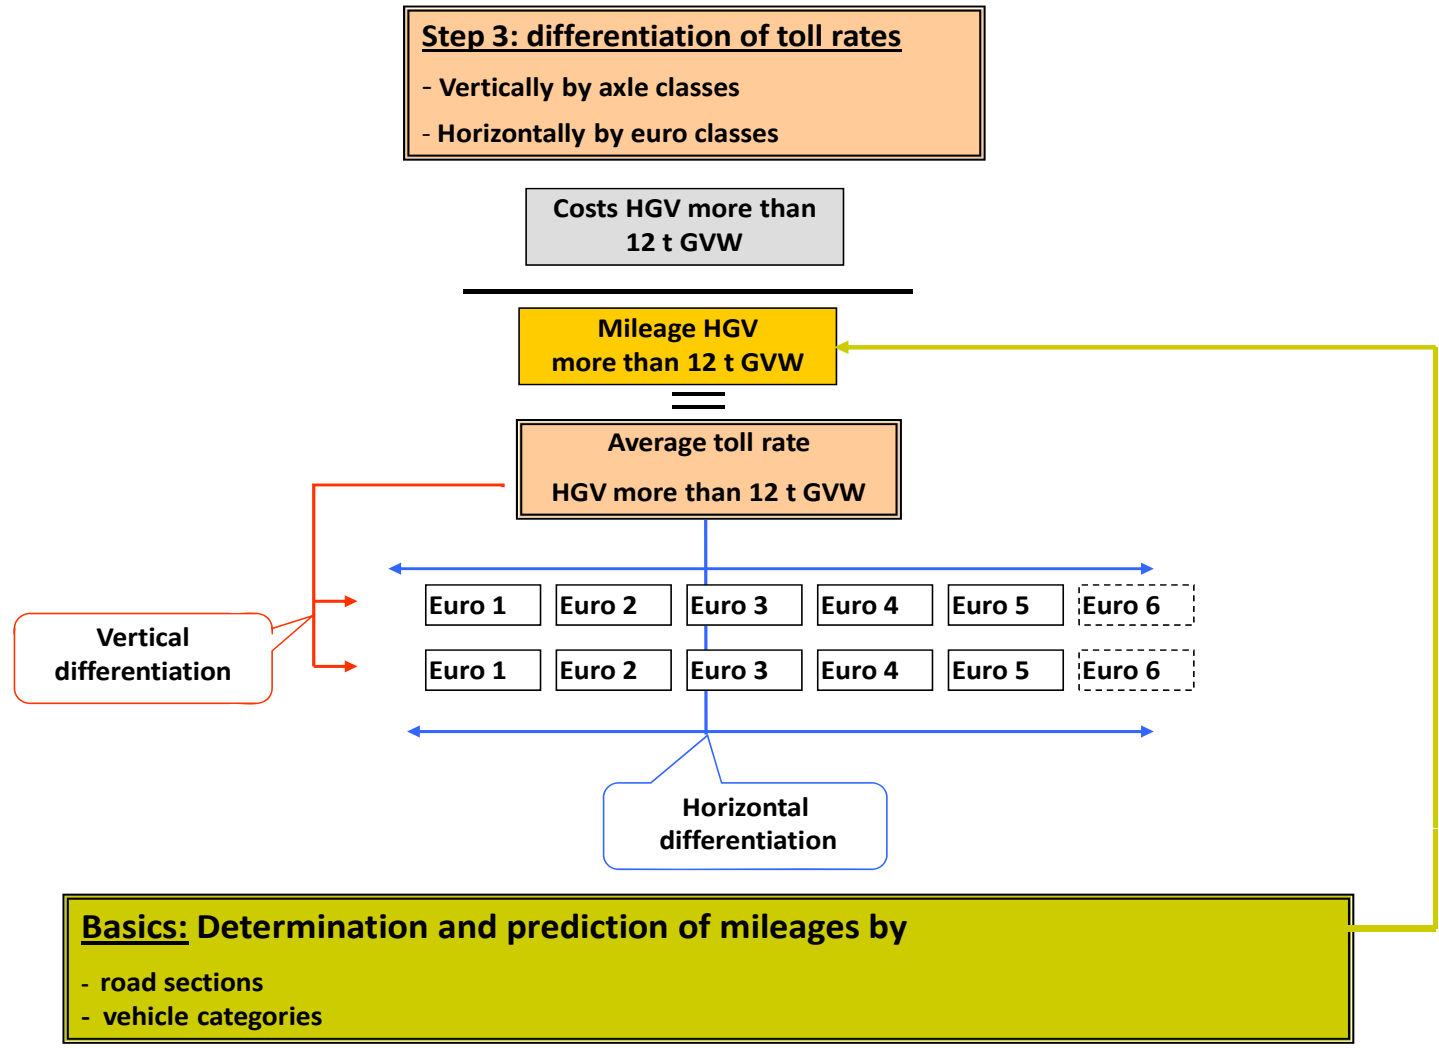 Step 3: differentiation of toll rates
- Vertically by axle classes
- Horizontally by euro classes
Costs HGV more than
12 t GVW
Mileage HGV
more than 12 t GVW
Average toll rate
HGV more than 12 t GVW
Euro 1 Euro 2 Euro 3 Euro 4 Euro 5 Euro 6
Vertical
differentiation
Euro 1 Euro 2 Euro 3 Euro 4 Euro 5 Euro 6
Horizontal
differentiation
Basics: Determination and prediction of mileages by
- road sections
- vehicle categories